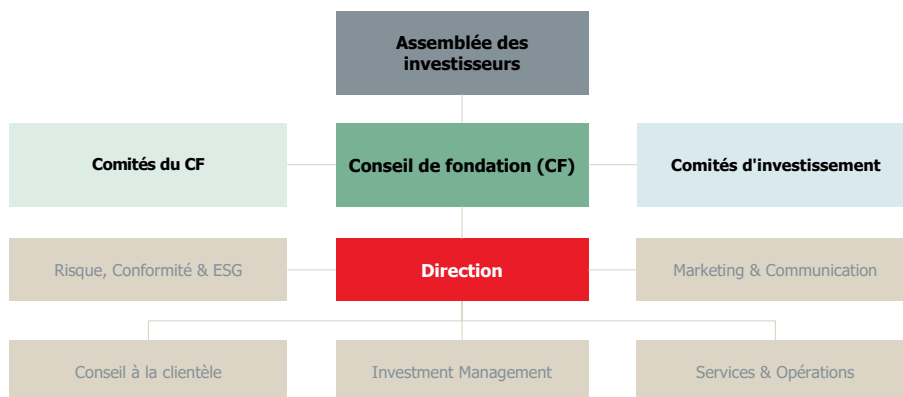 Assemblée des
investisseurs
Comités du CF
Conseil de fondation (CF)
Comités d'investissement
Risque, Conformité & ESG
Direction
Marketing & Communication
Conseil à la clientèle
Investment Management
Services & Opérations